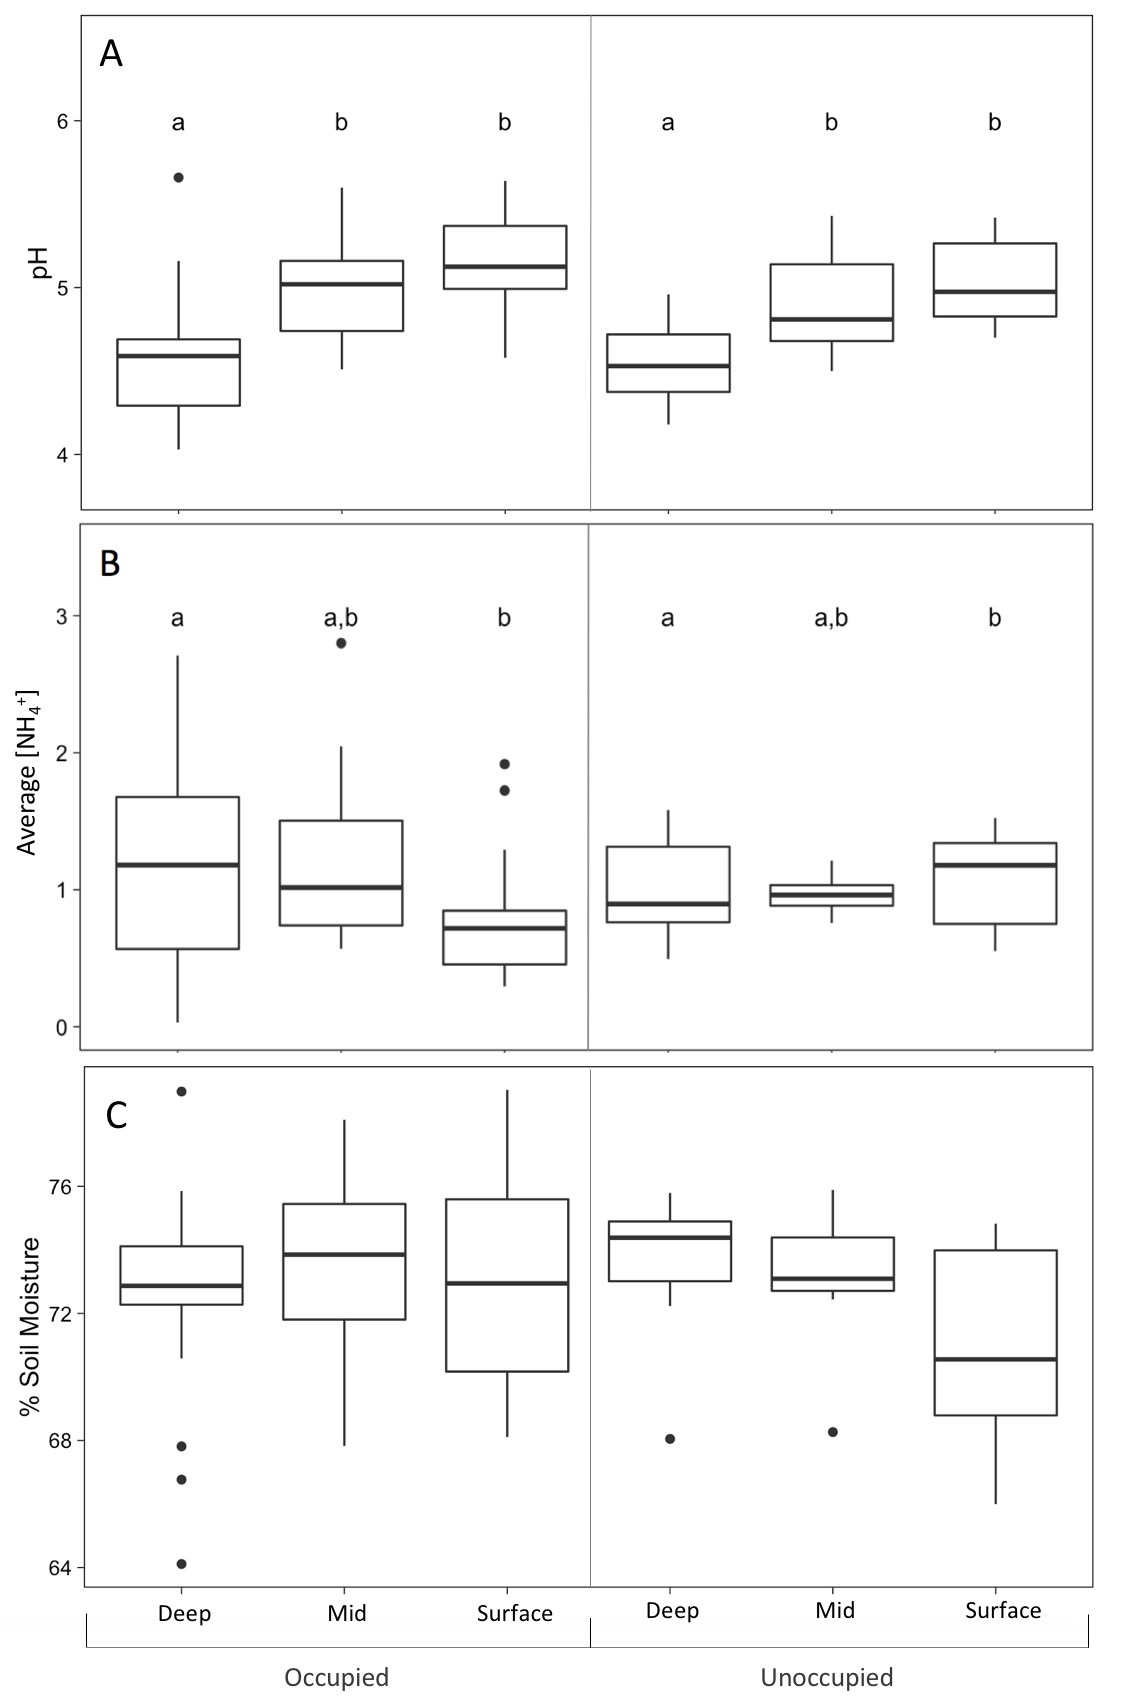 A
a b b a b b
6
5
4
pH
B
a a,b b a a,b b
3
2
1
0
Average [NH₄⁺]
C
76
72
68
64
% Soil Moisture
Deep Mid Surface Deep Mid Surface
Occupied Unoccupied